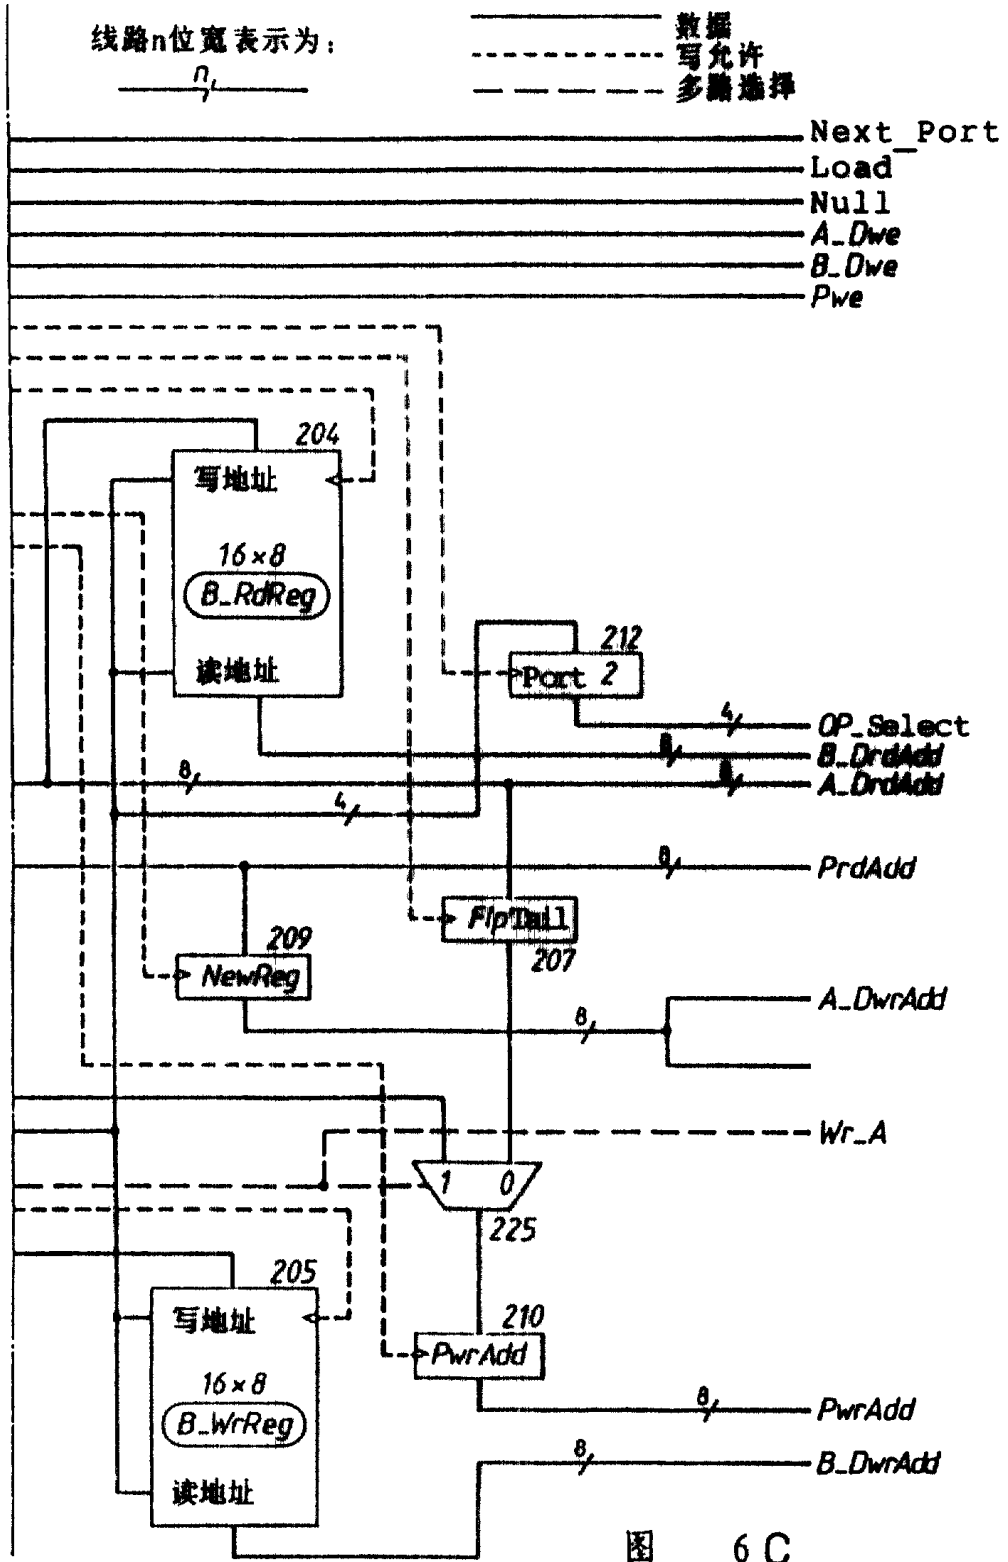 线路n位宽表示为：
n
数据
写允许
多路选择
Next_Port
Load
Null
A_Dwe
B_Dwe
Pwe
204
写地址
16×8
B_RdReg
读地址
212
Port 2
4
OP_Select
8
B_DrdAdd
8
8
A_DrdAdd
4
8
PrdAdd
FlpTail
207
209
NewReg
8
A_DwrAdd
Wr_A
1 0
225
205
写地址
16×8
B_WrReg
读地址
210
PwrAdd
8
PwrAdd
8
B_DwrAdd
图 6C